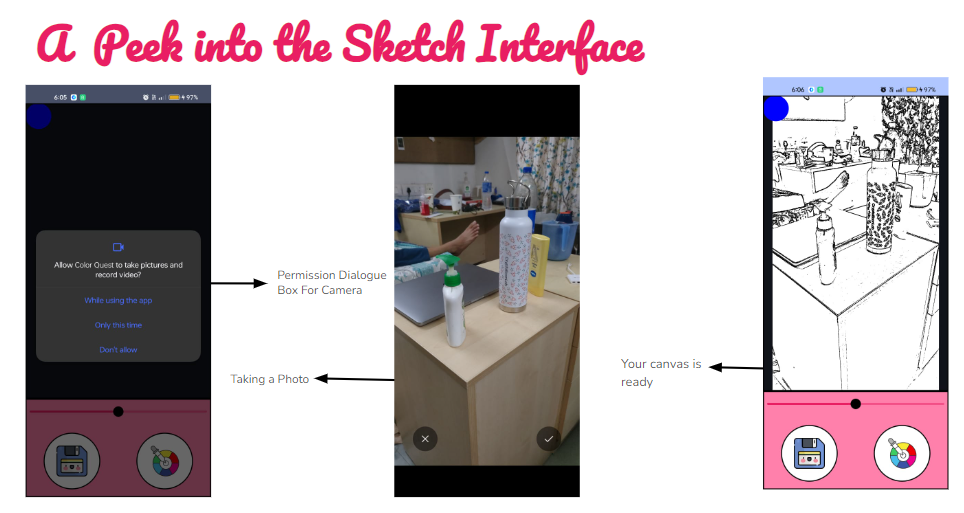 A Peek into the Sketch Interface
6:05
97%
Allow Color Quest to take pictures and
record video?
While using the app
Only this time
Don't allow
Permission Dialogue
Box For Camera
Taking a Photo
6:06
97%
Your canvas is
ready